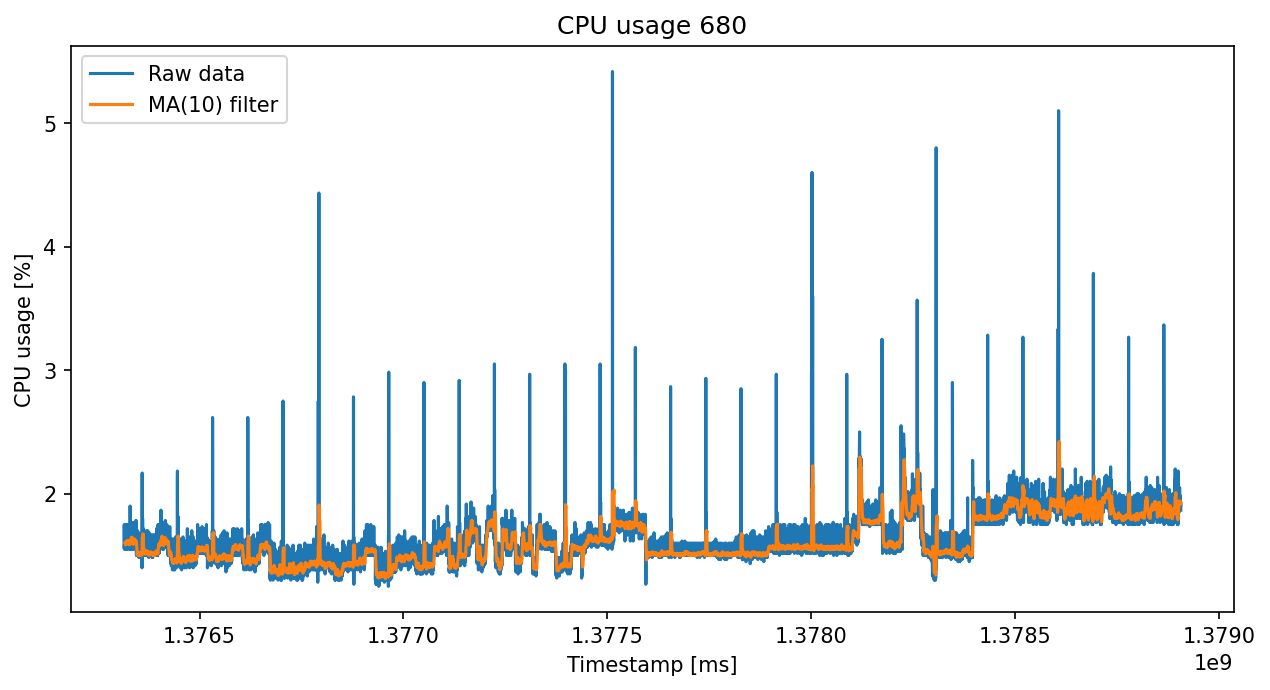 CPU usage 680
Raw data
MA(10) filter
CPU usage [%]
5
4
3
2
1.3765 1.3770 1.3775 1.3780 1.3785 1.3790
1e9
Timestamp [ms]